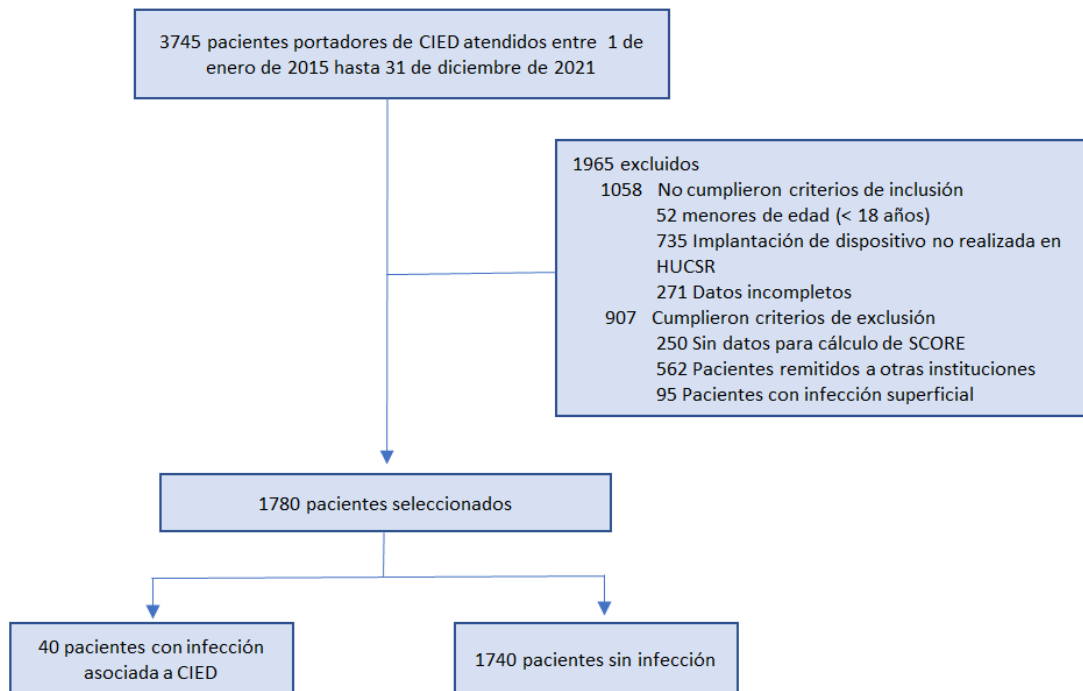 3745 pacientes portadores de CIED atendidos entre  1 de
enero de 2015 hasta 31 de diciembre de 2021
1965 excluidos
1058   No cumplieron criterios de inclusión
52 menores de edad (< 18 años)
735 Implantación de dispositivo no realizada en
HUCSR
271 Datos incompletos
907   Cumplieron criterios de exclusión
250 Sin datos para cálculo de SCORE
562 Pacientes remitidos a otras instituciones
95 Pacientes con infección superficial
1780 pacientes seleccionados
40 pacientes con infección
asociada a CIED
1740 pacientes sin infección